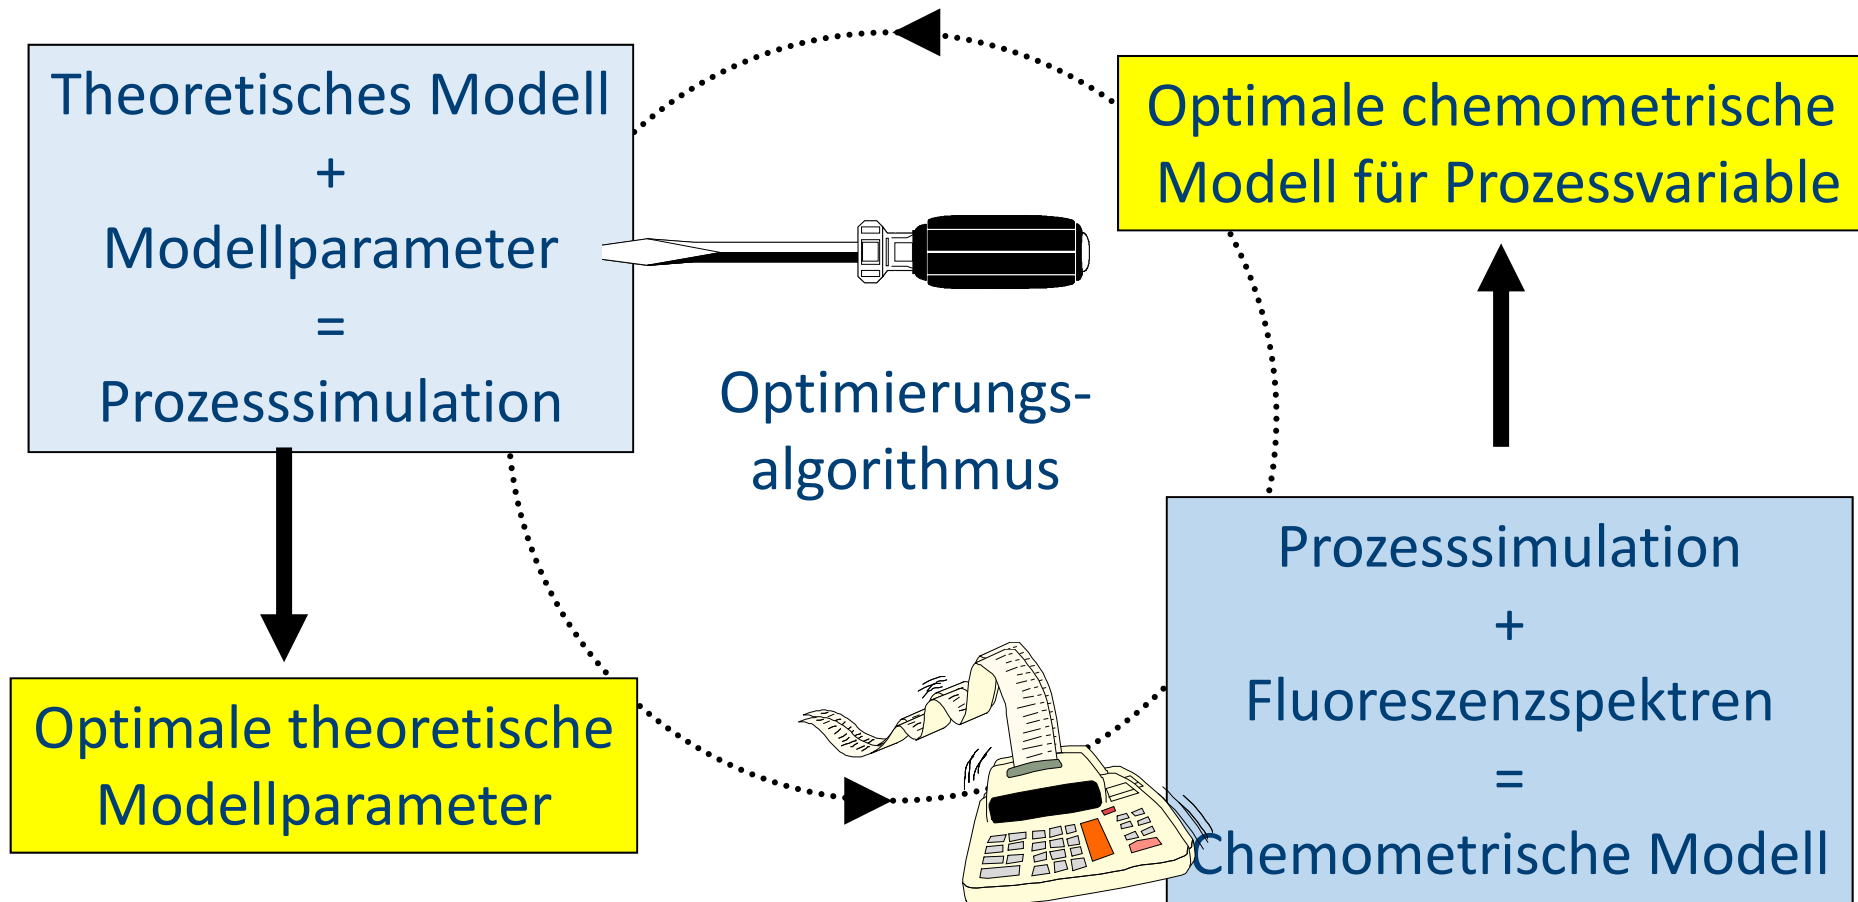 Theoretisches Modell
+
Modellparameter
=
Prozesssimulation
Optimale theoretische
Modellparameter
Optimierungs-
algorithmus
Optimale chemometrische
Modell für Prozessvariable
Prozesssimulation
+
Fluoreszenzspektren
=
Chemometrische Modell